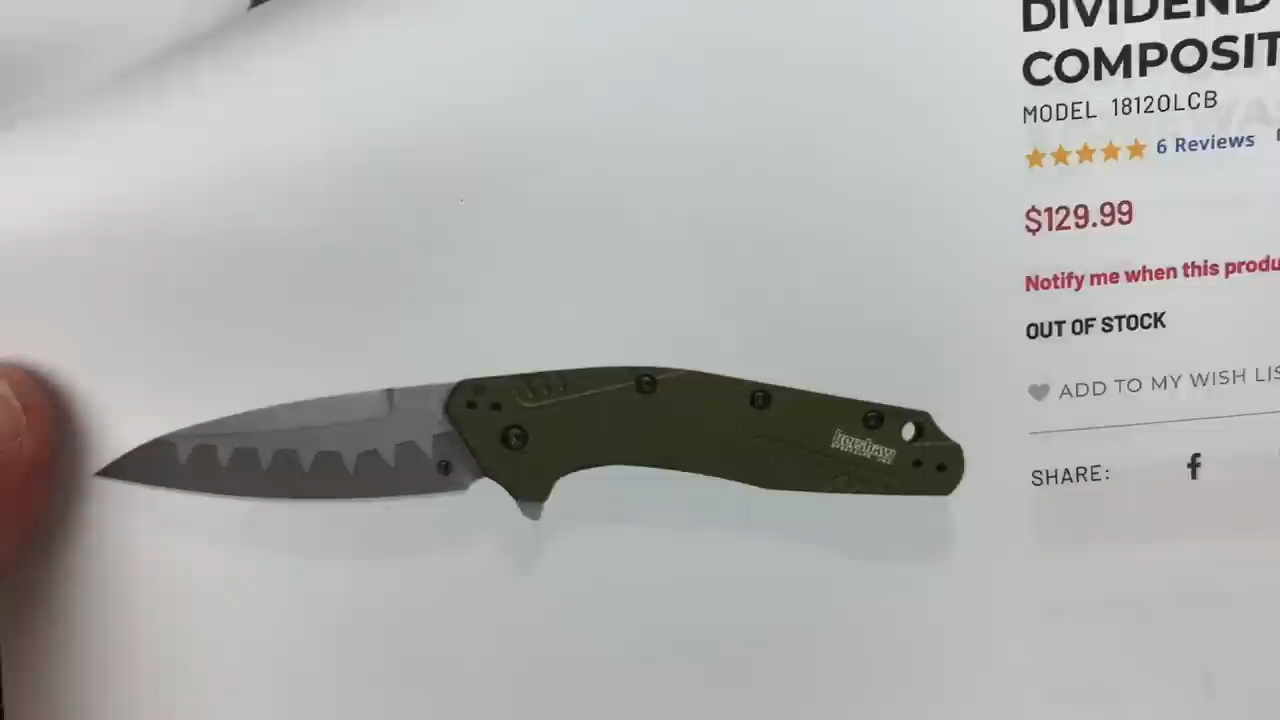 DIVIDEND
COMPOSIT
MODEL 1812OLCB
6 Reviews
$129.99
Notify me when this produ
OUT OF STOCK
ADD TO MY WISH LIS
SHARE: f
kershaw